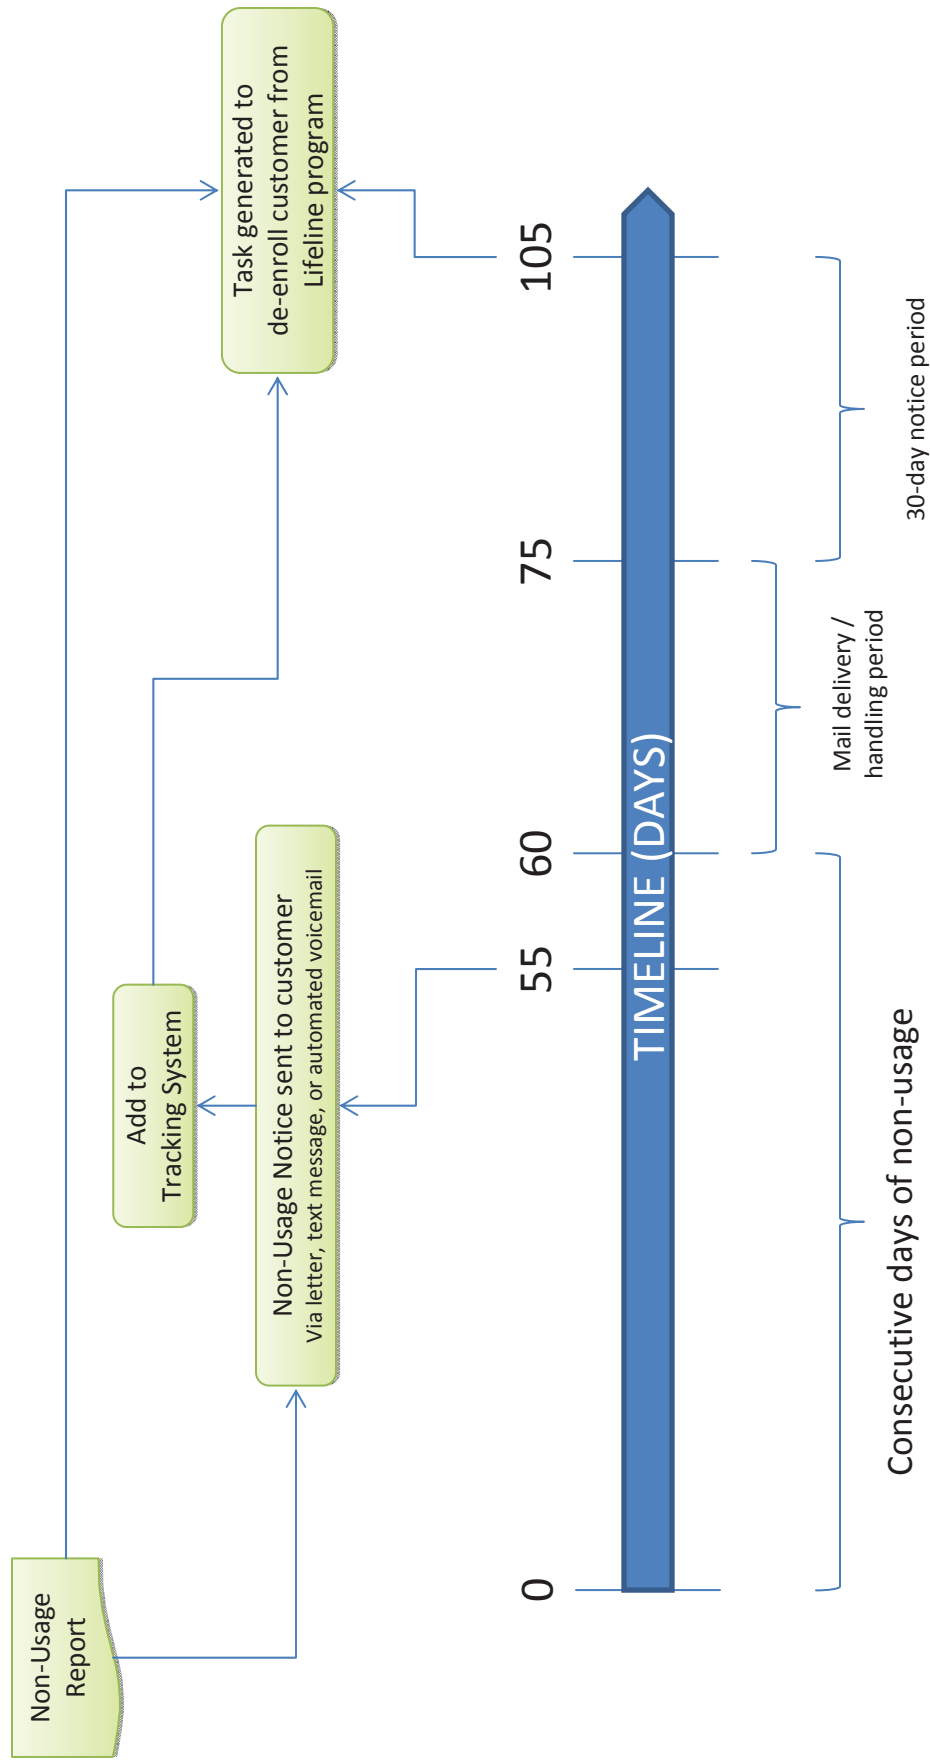 Non-Usage
Report
Add to
Tracking System
Non-Usage Notice sent to customer
Via letter, text message, or automated voicemail
Task generated to
de-enroll customer from
Lifeline program
0
55
60
75
105
TIMELINE (DAYS)
Consecutive days of non-usage
Mail delivery /
handling period
30-day notice period